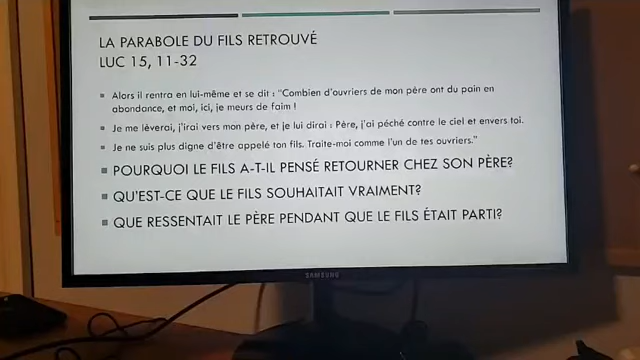 LA PARABOLE DU FILS RETROUVÉ
LUC 15, 11-32
Alors il rentra en lui-même et se dit : "Combien d'ouvriers de mon père ont du pain en
abondance, et moi, ici, je meurs de faim !
Je me lèverai, j'irai vers mon père, et je lui dirai : Père, j'ai péché contre le ciel et envers toi.
Je ne suis plus digne d'être appelé ton fils. Traite-moi comme l'un de tes ouvriers."
POURQUOI LE FILS A-T-IL PENSÉ RETOURNER CHEZ SON PÈRE?
QU'EST-CE QUE LE FILS SOUHAITAIT VRAIMENT?
QUE RESSENTAIT LE PÈRE PENDANT QUE LE FILS ÉTAIT PARTI?
SAMSUNG